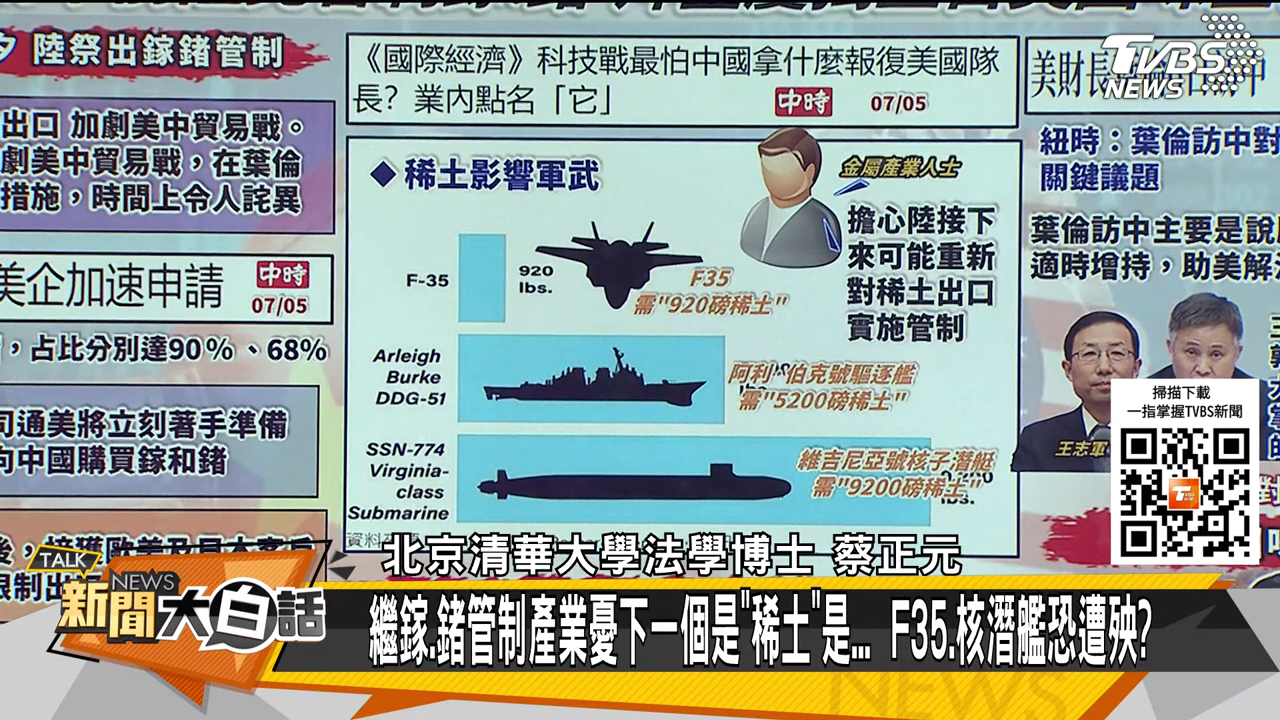 陸祭出鎵鍺管制
出口 加劇美中貿易戰。
劇美中貿易戰，在葉倫
措施，時間上令人詫異
美企加速申請
中時
07/05
，占比分別達90%、68%
司通美將立刻著手準備
向中國購買鎵和鍺
《國際經濟》科技戰最怕中國拿什麼報復美國隊
長？業內點名「它」
中時 07/05
◆ 稀土影響軍武
金屬產業人士
擔心陸接下
來可能重新
對稀土出口
實施管制
F-35
920
lbs.
F35
需"920磅稀土"
Arleigh
Burke
DDG-51
阿利˙伯克號驅逐艦
需"5200磅稀土"
SSN-774
Virginia-
class
Submarine
維吉尼亞號核子潛艇
需"9200磅稀土"
lbs.
TVBS
NEWS
紐時：葉倫訪中對
關鍵議題
葉倫訪中主要是說
適時增持，助美解
王志軍
掃描下載
一指掌握TVBS新聞
北京清華大學法學博士 蔡正元
TALK
NEWS
新聞大白話
繼鎵.鍺管制產業憂下一個是"稀土"是... F35.核潛艦恐遭殃?
NEWS